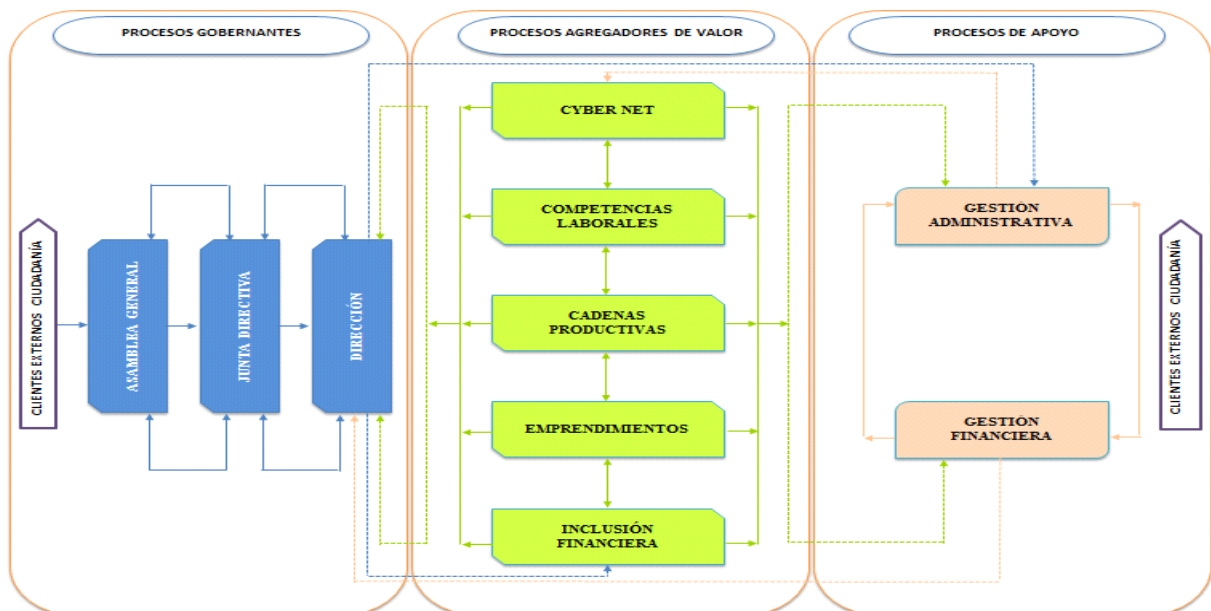 PROCESOS GOBERNANTES
CLIENTES EXTERNOS CIUDADANÍA
ASAMBLEA GENERAL
JUNTA DIRECTIVA
DIRECCIÓN
PROCESOS AGREGADORES DE VALOR
CYBER NET
COMPETENCIAS
LABORALES
CADENAS
PRODUCTIVAS
EMPRENDIMIENTOS
INCLUSIÓN
FINANCIERA
PROCESOS DE APOYO
GESTIÓN
ADMINISTRATIVA
GESTIÓN
FINANCIERA
CLIENTES EXTERNOS CIUDADANÍA